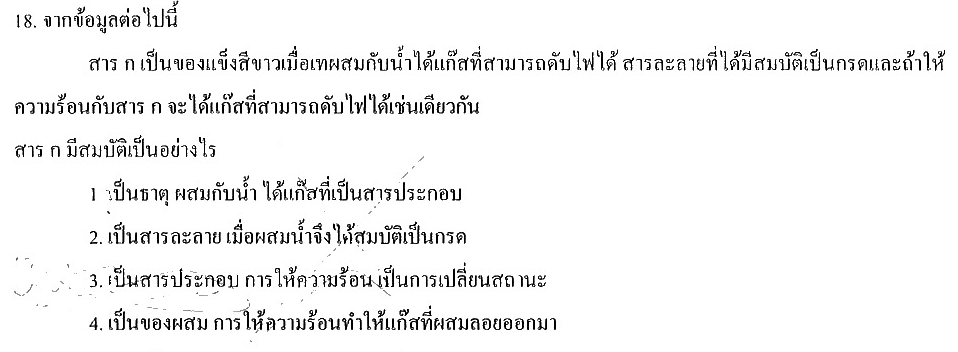 18. จากข้อมูลต่อไปนี้
สาร ก เป็นของแข็งสีขาวเมื่อเทผสมกับน้ำได้แก๊สที่สามารถดับไฟได้ สารละลายที่ได้มีสมบัติเป็นกรดและถ้าให้
ความร้อนกับสาร ก จะได้แก๊สที่สามารถดับไฟได้เช่นเดียวกัน
สาร ก มีสมบัติเป็นอย่างไร
1 เป็นธาตุ ผสมกับน้ำ ได้แก๊สที่เป็นสารประกอบ
2. เป็นสารละลาย เมื่อผสมน้ำจึงได้สมบัติเป็นกรด
3. เป็นสารประกอบ การให้ความร้อนเป็นการเปลี่ยนสถานะ
4. เป็นของผสม การให้ความร้อนทำให้แก๊สที่ผสมลอยออกมา